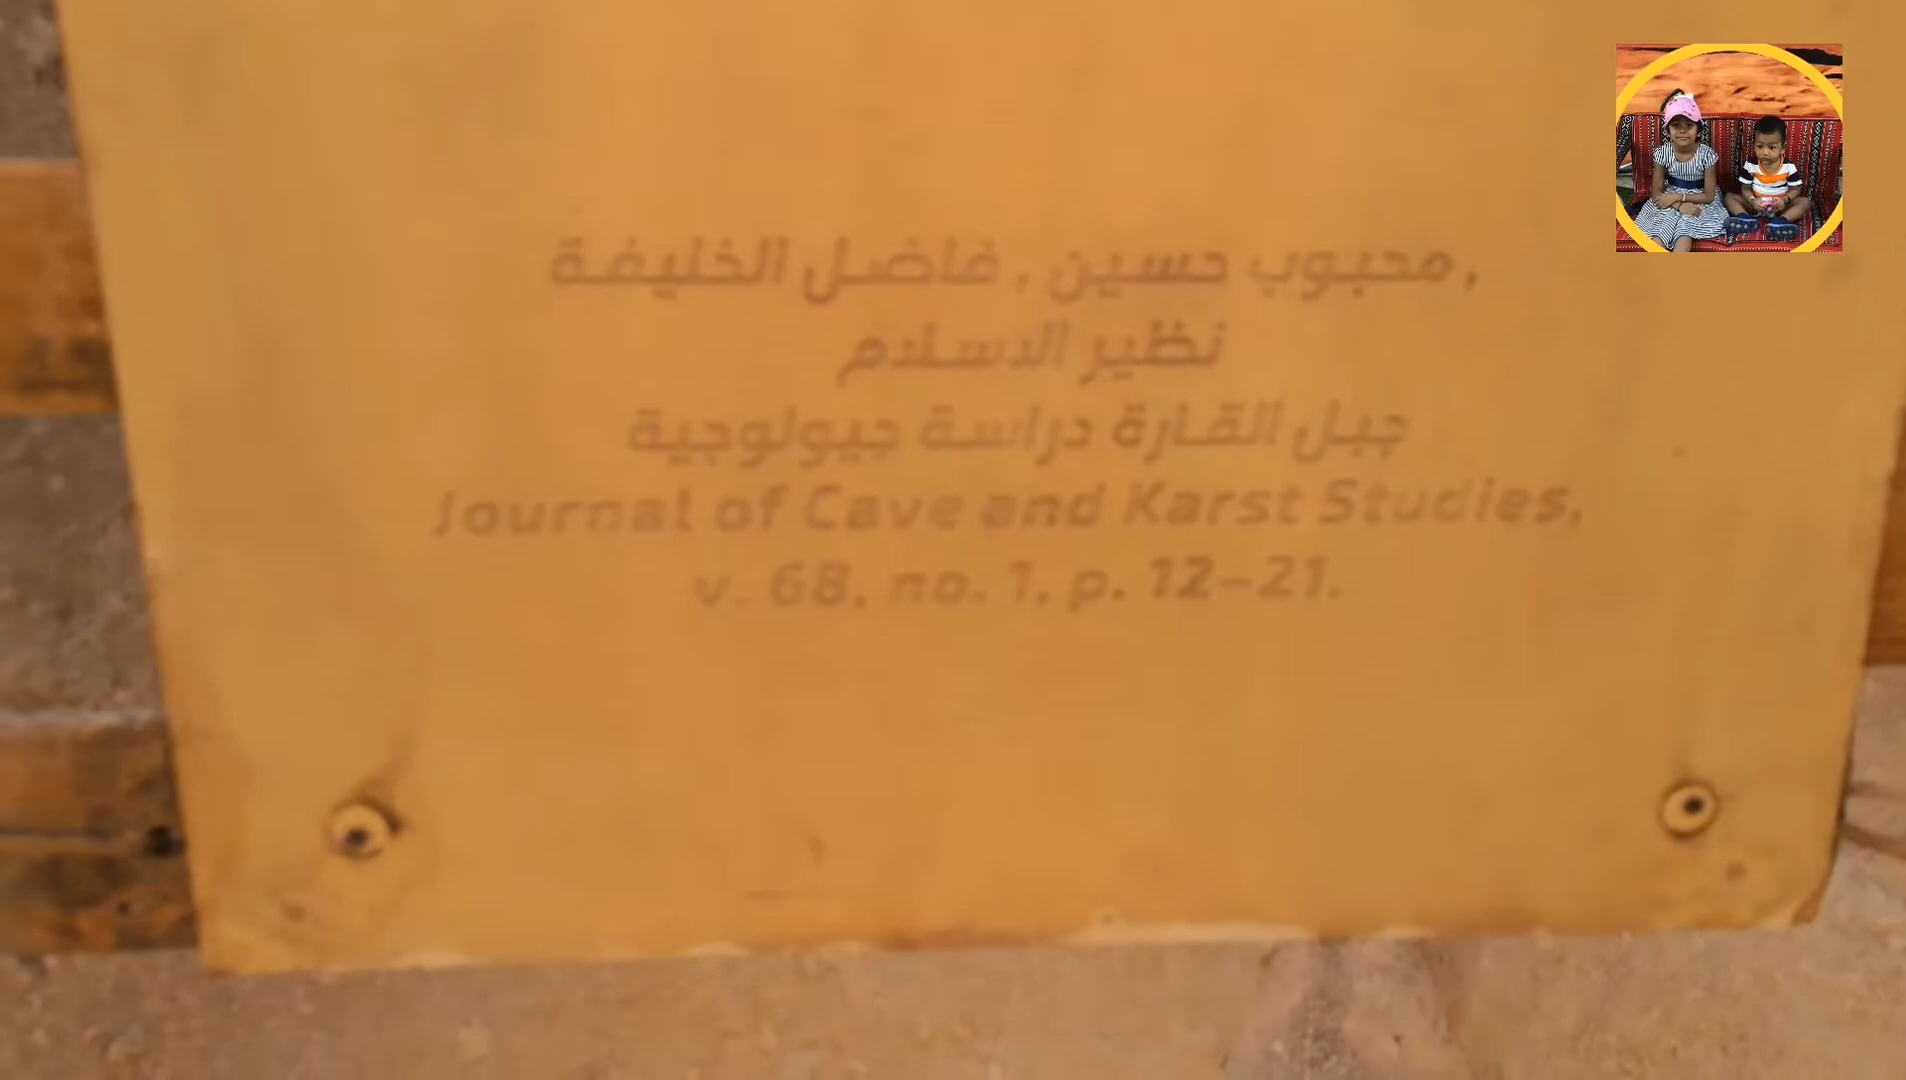 محبوب حسين , فاضل الخليفة ,
نظير الاسلام
جبل القارة دراسة جيولوجية
Journal of Cave and Karst Studies,
v. 68, no. 1, p. 12–21.